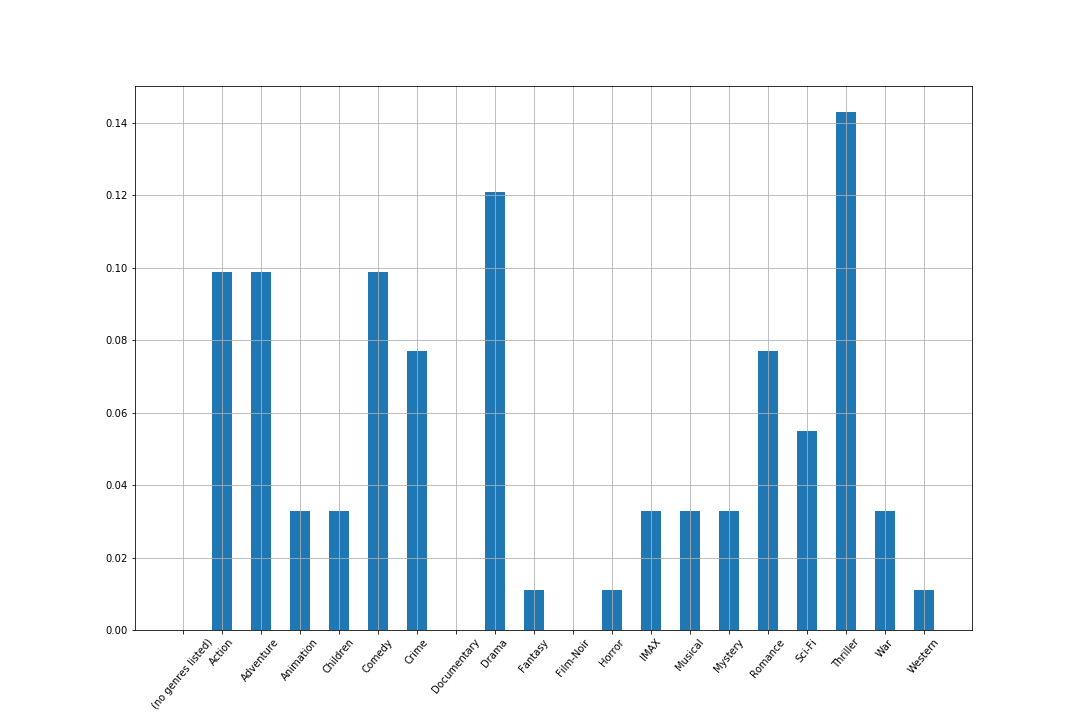 0.14
0.12
0.10
0.08
0.06
0.04
0.02
0.00
(no genres listed)
Action
Adventure
Animation
Children
Comedy
Crime
Documentary
Drama
Fantasy
Film-Noir
Horror
IMAX
Musical
Mystery
Romance
Sci-Fi
Thriller
War
Western